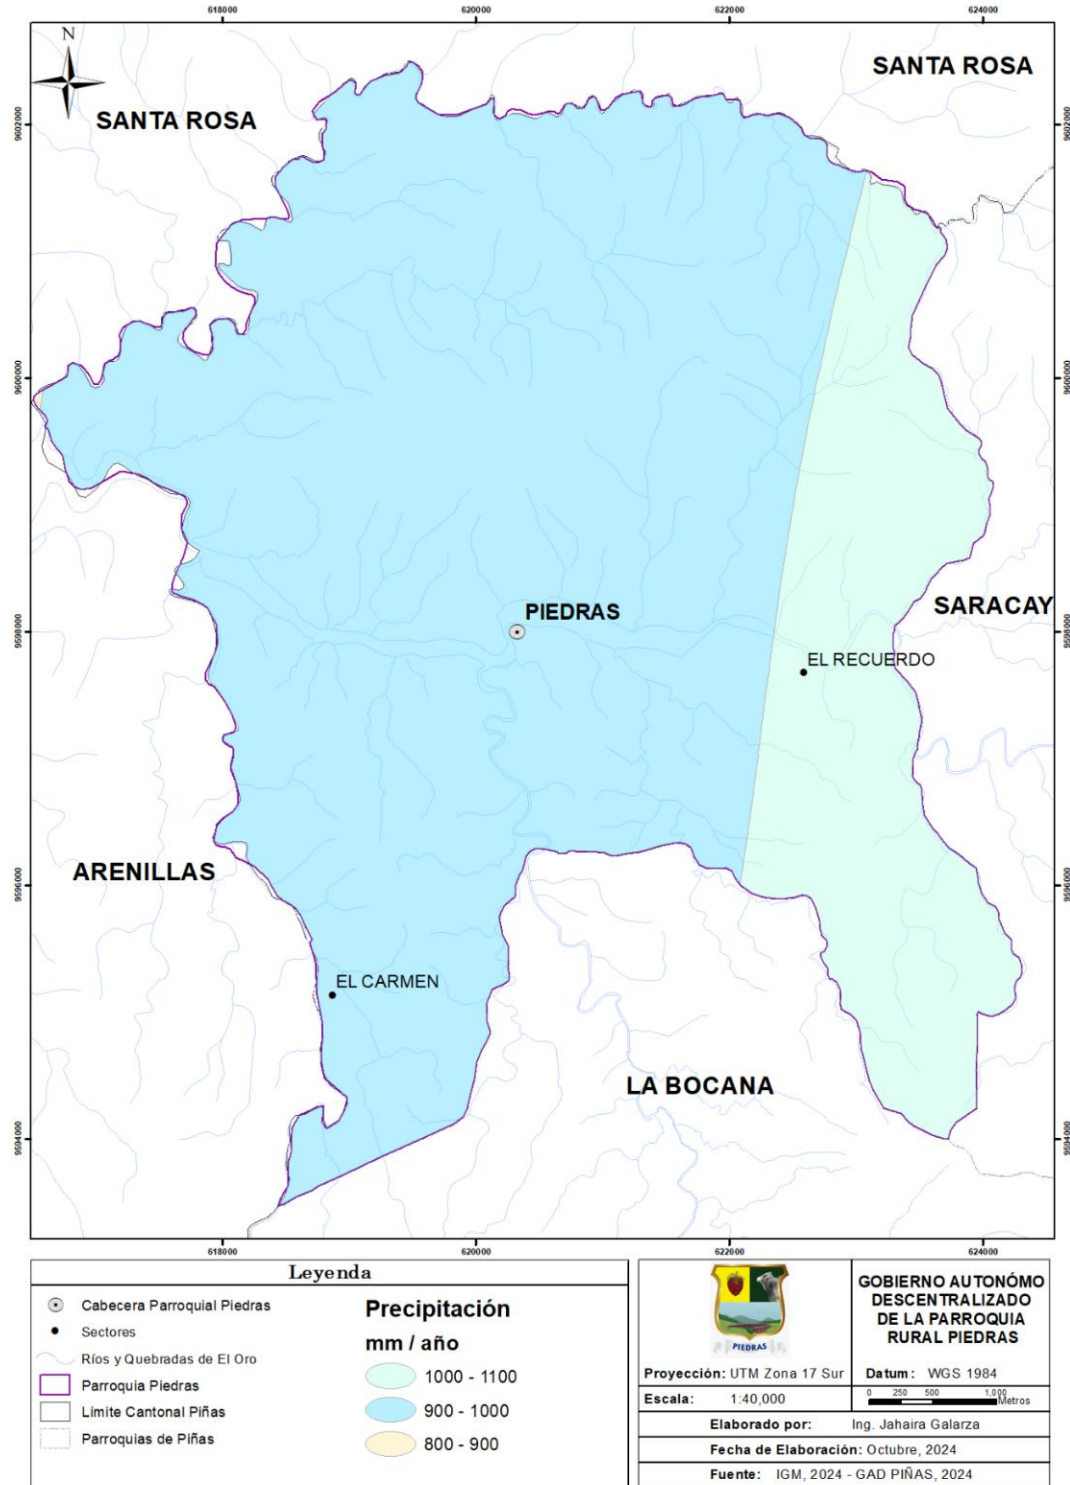 618000 620000 622000 624000
N
SANTA ROSA
SANTA ROSA
9602000 9602000
9600000 9600000
PIEDRAS
SARACAY
9598000 9598000
EL RECUERDO
ARENILLAS
9596000 9596000
EL CARMEN
LA BOCANA
9594000 9594000
618000 620000 622000 624000
Leyenda
Cabecera Parroquial Piedras
Sectores
Ríos y Quebradas de El Oro
Parroquia Piedras
Límite Cantonal Piñas
Parroquias de Piñas
Precipitación
mm / año
1000 - 1100
900 - 1000
800 - 900
PIEDRAS
GOBIERNO AUTONÓMO
DESCENTRALIZADO
DE LA PARROQUIA
RURAL PIEDRAS
Proyección: UTM Zona 17 Sur
Datum: WGS 1984
Escala: 1:40,000
0 250 500 1,000
Metros
Elaborado por: Ing. Jahaira Galarza
Fecha de Elaboración: Octubre, 2024
Fuente: IGM, 2024 - GAD PIÑAS, 2024